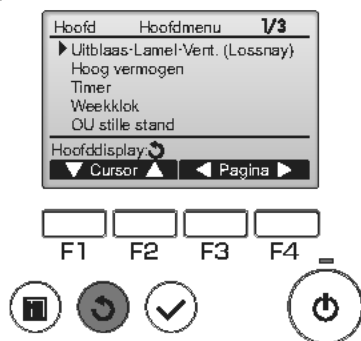 Hoofd Hoofdmenu 1/3
▶Uitblaas-Lamel-Vent. (Lossnay)
Hoog vermogen
Timer
Weekklok
OU stille stand
Hoofddisplay:
▼ Cursor ▲ ◀ Pagina ▶
F1 F2 F3 F4